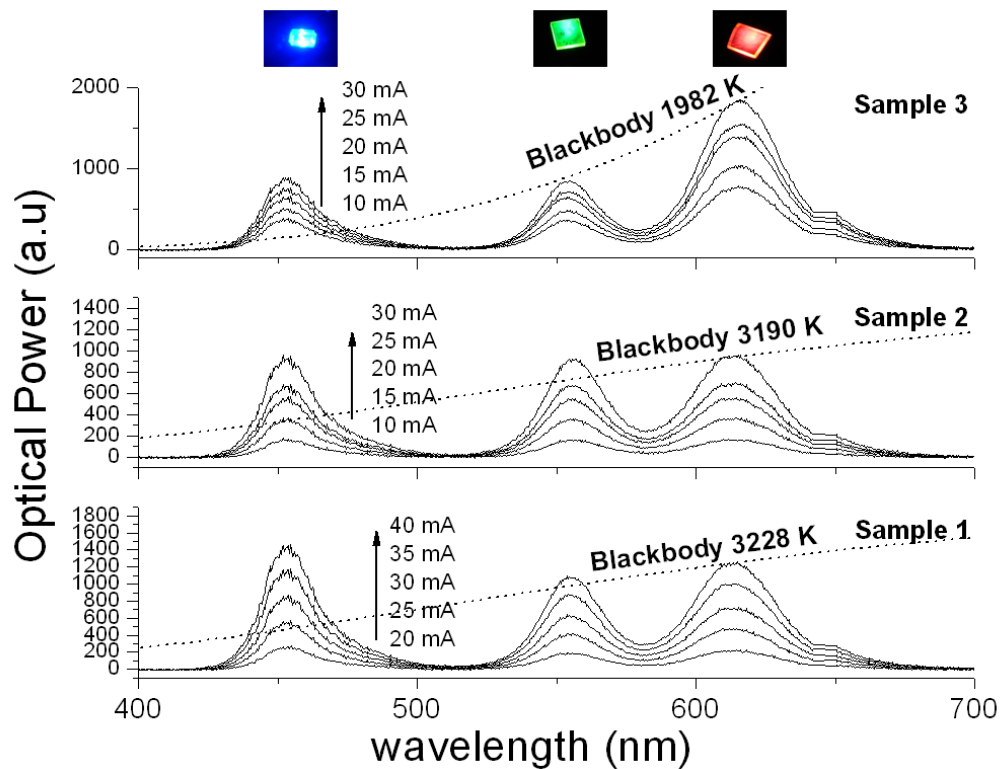 2000
1000
0
30 mA
25 mA
20 mA
15 mA
10 mA
Blackbody 1982 K
Sample 3
1400
1200
1000
800
600
400
200
0
30 mA
25 mA
20 mA
15 mA
10 mA
Blackbody 3190 K
Sample 2
1800
1600
1400
1200
1000
800
600
400
200
0
40 mA
35 mA
30 mA
25 mA
20 mA
Blackbody 3228 K
Sample 1
400
500
600
700
wavelength (nm)
Optical Power (a.u)